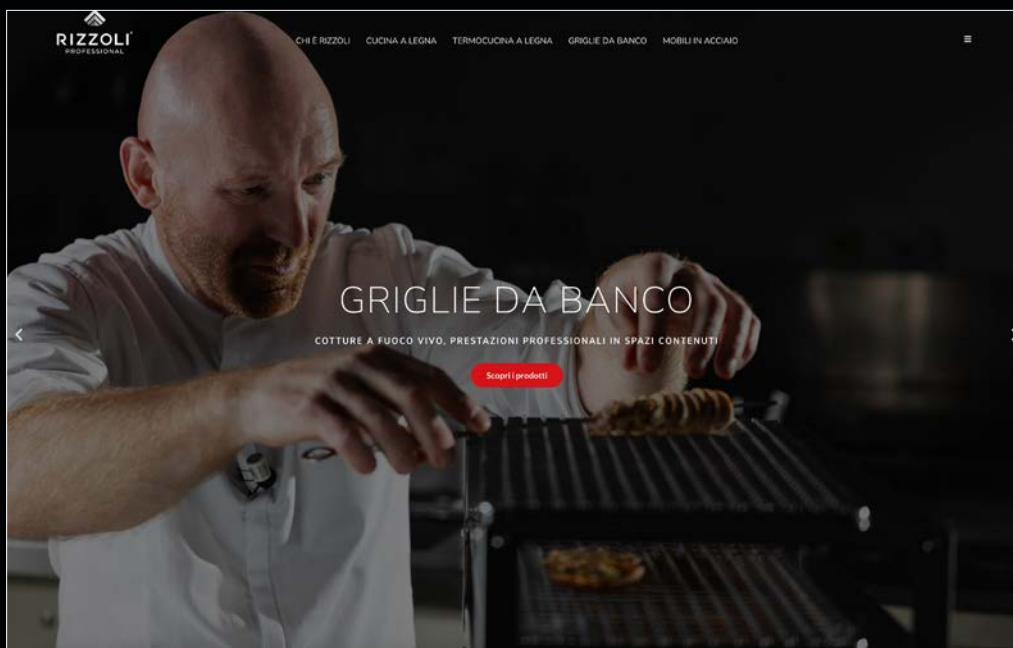 RIZZOLI
PROFESSIONAL
CHI È RIZZOLI CUCINA A LEGNA TERMOCUCINA A LEGNA GRIGLIE DA BANCO MOBILI IN ACCIAIO
GRIGLIE DA BANCO
COTTURE A FUOCO VIVO, PRESTAZIONI PROFESSIONALI IN SPAZI CONTENUTI
Scopri i prodotti